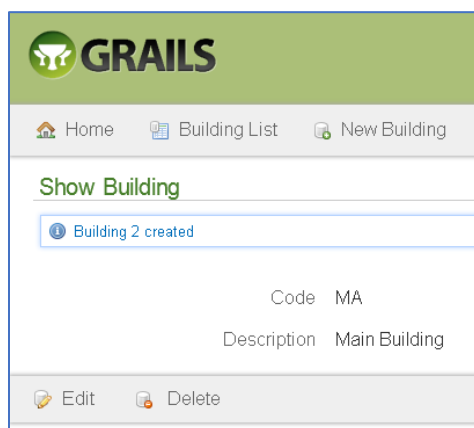 GRAILS
Home Building List New Building
Show Building
Building 2 created
Code MA
Description Main Building
Edit Delete